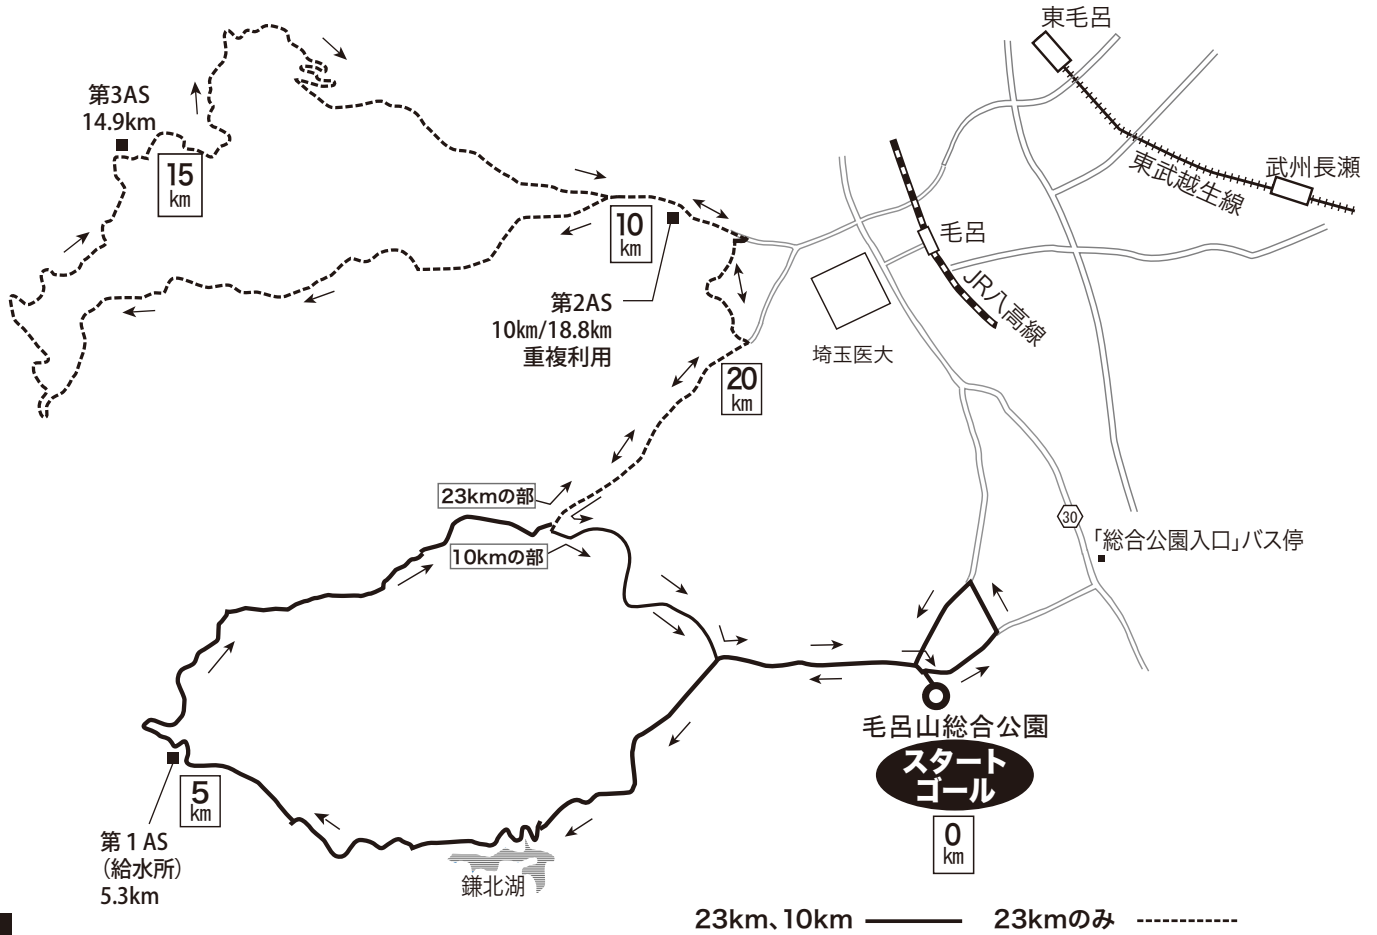 東毛呂
第3AS
14.9km
15
km
東武越生線
武州長瀬
10
km
毛呂
第2AS
10km/18.8km
重複利用
JR八高線
埼玉医大
20
km
23kmの部
10kmの部
30
「総合公園入口」バス停
毛呂山総合公園
スタート
ゴール
0
km
5
km
第1AS
（給水所）
5.3km
鎌北湖
23km、10km
23kmのみ